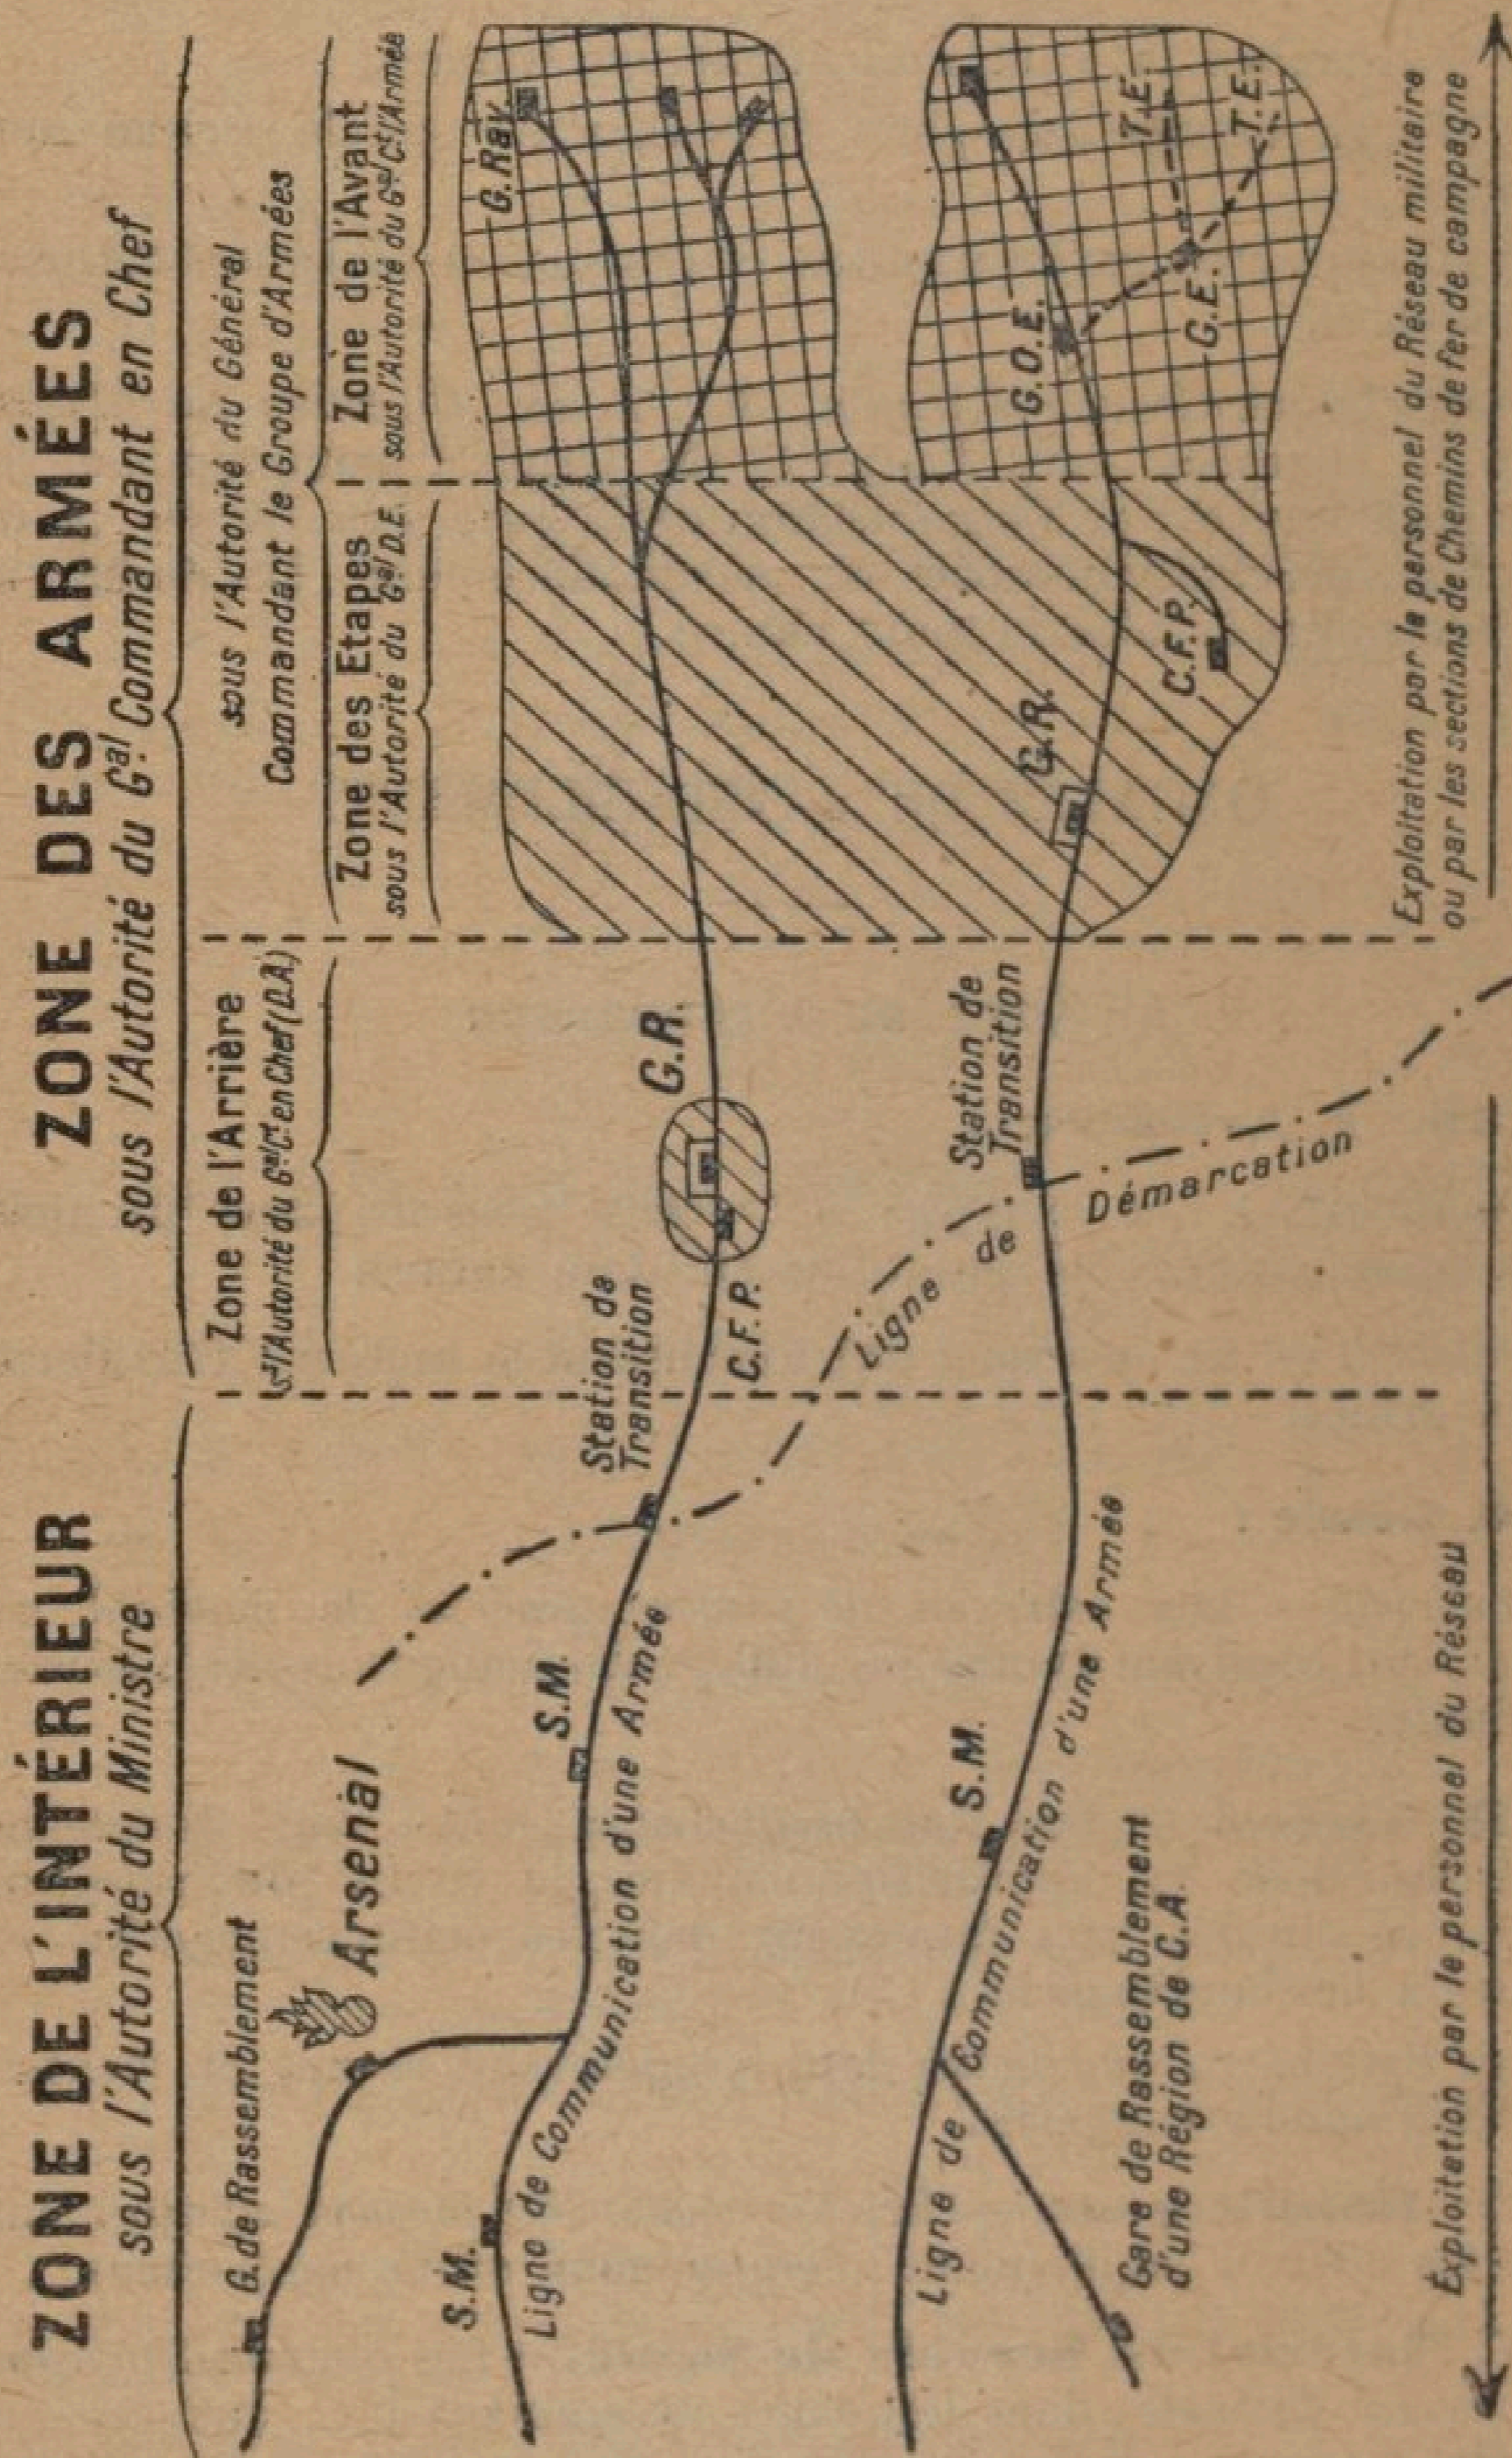 ZONE DE L'INTÉRIEUR
sous l'Autorité du Ministre
ZONE DES ARMÉES
sous l'Autorité du Gal Commandant en Chef
Zone de l'Arrière
s/l'Autorité du Gal Ct en Chef (D.A.)
sous l'Autorité du Général
Commandant le Groupe d'Armées
Zone des Etapes
sous l'Autorité du Gal D.E.
Zone de l'Avant
sous l'Autorité du Gal Ct l'Armée
G. de Rassemblement
Arsenal
S.M.
Ligne de Communication d'une Armée
S.M.
Station de
Transition
C.F.P.
G.R.
G.Rav.
Ligne de Communication d'une Armée
S.M.
Gare de Rassemblement
d'une Région de C.A.
Ligne de Démarcation
Station de
Transition
G.R.
C.F.P.
G.O.E.
G.E.
T.E.
T.E.
Exploitation par le personnel du Réseau
Exploitation par le personnel du Réseau militaire
ou par les sections de Chemins de fer de campagne